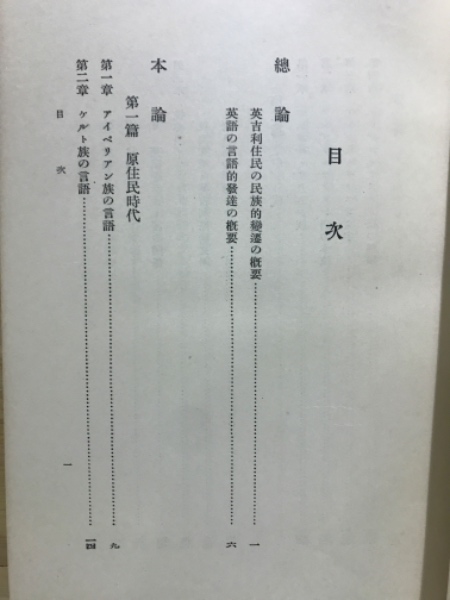 目次
總論
英吉利住民の民族的變遷の概要……一
英語の言語的發達の概要……六
本論
第一篇 原住民時代
第一章 アイベリアン族の言語……九
第二章 ケルト族の言語……一四
目次
一